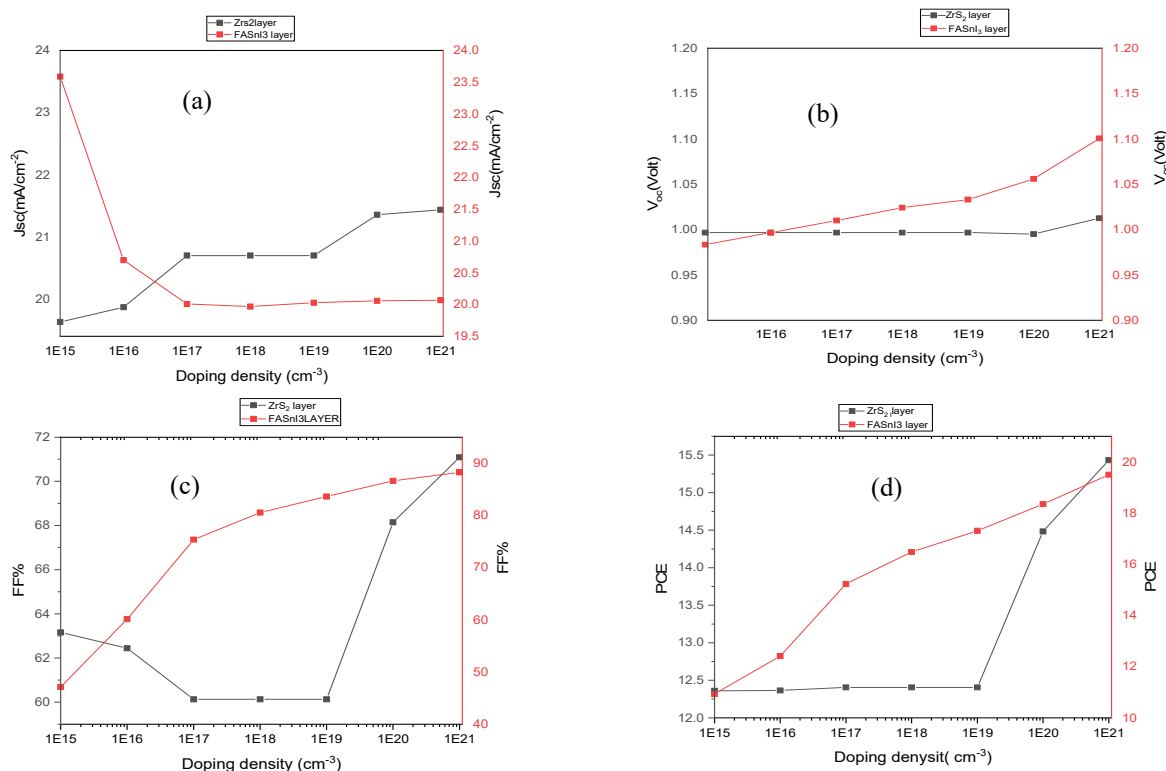 Zrs2layer
FASnI3 layer
(a)
24
23
22
21
20
24.0
23.5
23.0
22.5
22.0
21.5
21.0
20.5
20.0
19.5
Jsc(mA/cm⁻²)
Jsc(mA/cm⁻²)
1E15 1E16 1E17 1E18 1E19 1E20 1E21
Doping density (cm⁻³)
ZrS₂ layer
FASnI₃ layer
(b)
1.20
1.15
1.10
1.05
1.00
0.95
0.90
1.20
1.15
1.10
1.05
1.00
0.95
0.90
V_oc(Volt)
V_oc(Volt)
1E16 1E17 1E18 1E19 1E20 1E21
Doping density (cm⁻³)
ZrS₂ layer
FASnI3LAYER
(c)
72
70
68
66
64
62
60
90
80
70
60
50
40
FF%
FF%
1E15 1E16 1E17 1E18 1E19 1E20 1E21
Doping density (cm⁻³)
ZrS₂ layer
FASnI3 layer
(d)
15.5
15.0
14.5
14.0
13.5
13.0
12.5
12.0
20
18
16
14
12
10
PCE
PCE
1E15 1E16 1E17 1E18 1E19 1E20 1E21
Doping denysit( cm⁻³)